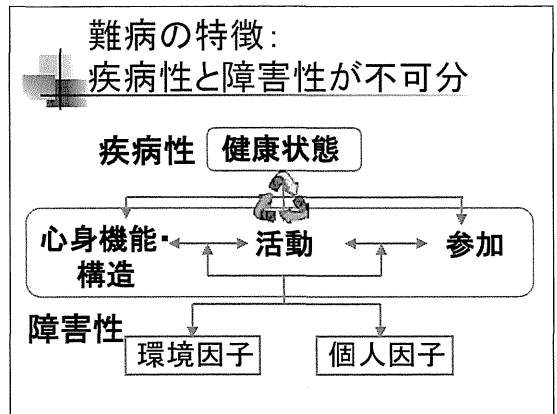 難病の特徴:
疾病性と障害性が不可分
疾病性 健康状態
心身機能・ 活動 参加
構造
障害性
環境因子 個人因子